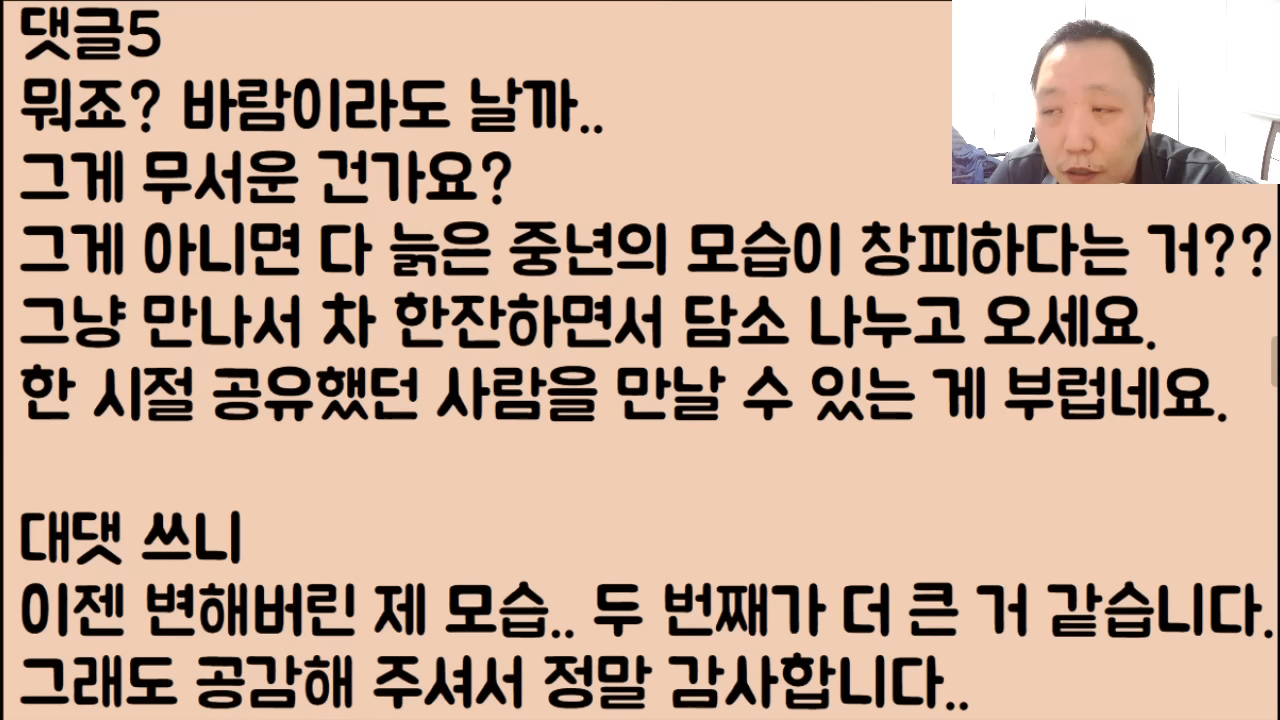 댓글5
뭐죠? 바람이라도 날까..
그게 무서운 건가요?
그게 아니면 다 늙은 중년의 모습이 창피하다는 거??
그냥 만나서 차 한잔하면서 담소 나누고 오세요.
한 시절 공유했던 사람을 만날 수 있는 게 부럽네요.
대댓 쓰니
이젠 변해버린 제 모습.. 두 번째가 더 큰 거 같습니다.
그래도 공감해 주셔서 정말 감사합니다..